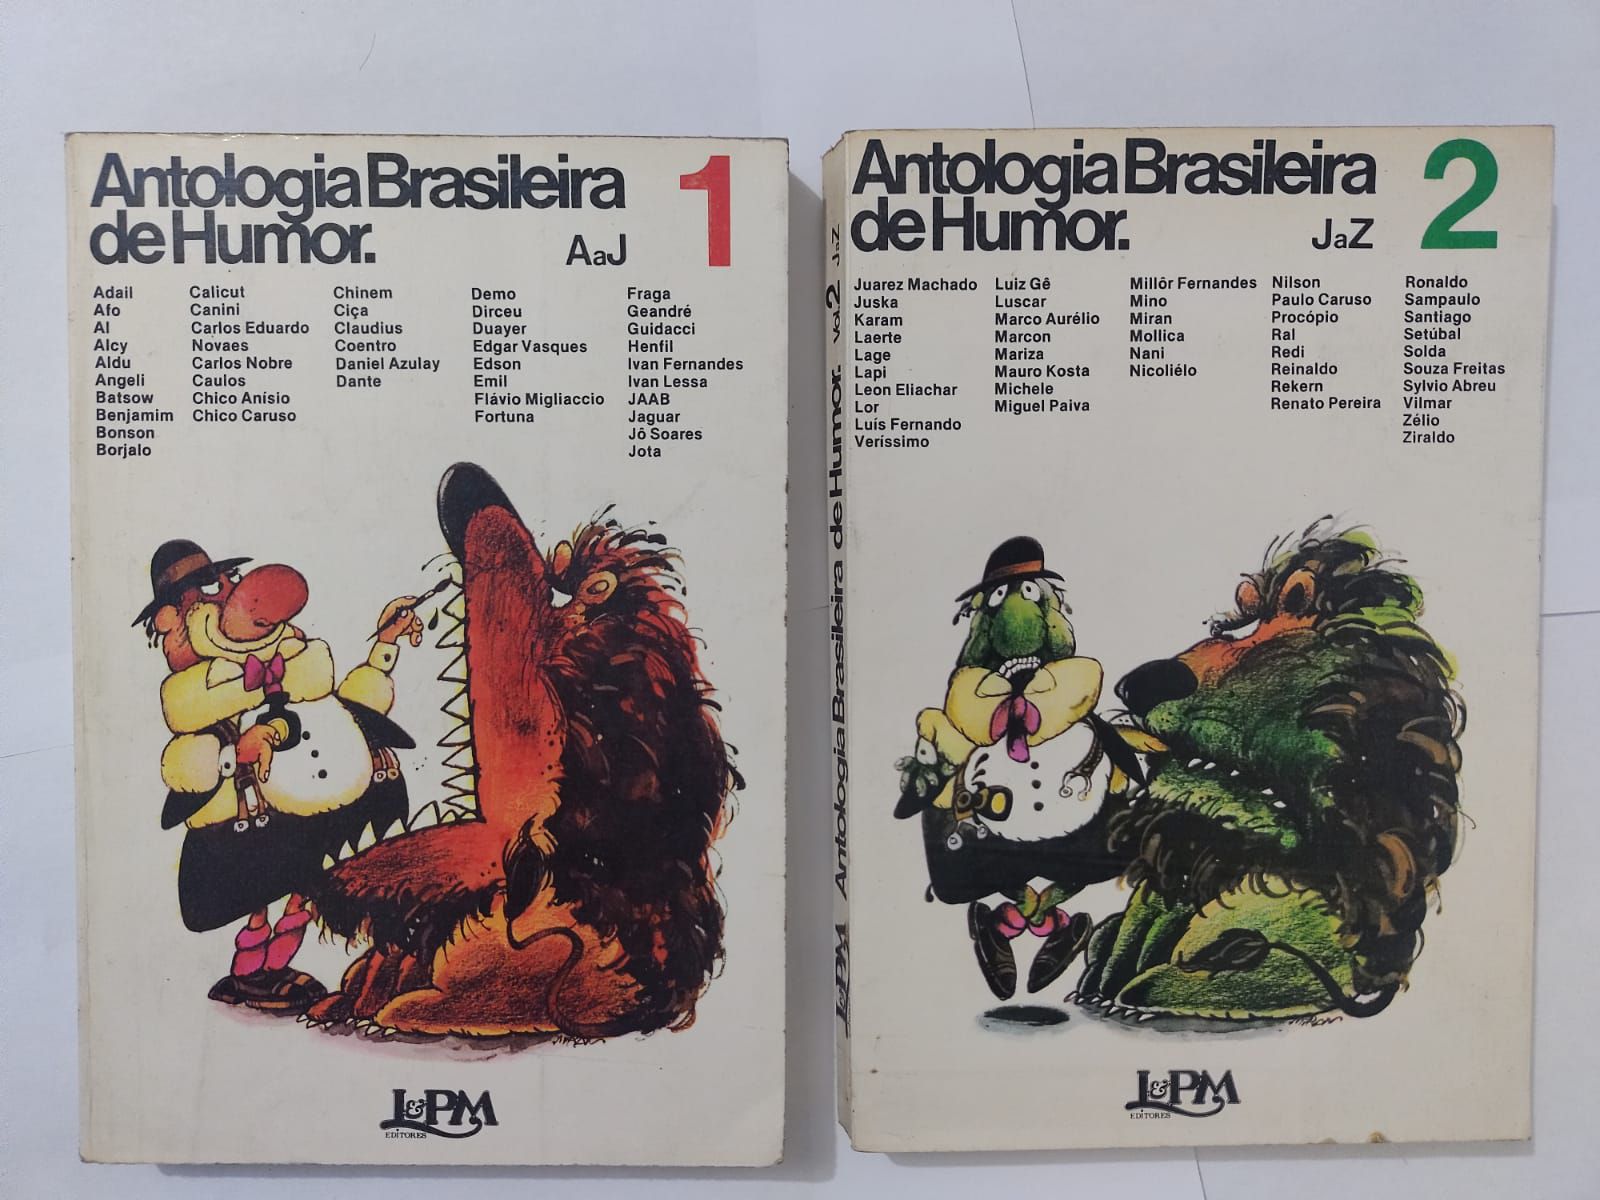 Antologia Brasileira
de Humor.
AaJ
1
Adail
Afo
Al
Alcy
Aldu
Angeli
Batsow
Benjamim
Bonson
Borjalo
Calicut
Canini
Carlos Eduardo
Novaes
Carlos Nobre
Caulos
Chico Anísio
Chico Caruso
Chinem
Ciça
Claudius
Coentro
Daniel Azulay
Dante
Demo
Dirceu
Duayer
Edgar Vasques
Edson
Emil
Flávio Migliaccio
Fortuna
Fraga
Geandré
Guidacci
Henfil
Ivan Fernandes
Ivan Lessa
JAAB
Jaguar
Jô Soares
Jota
MIRAN
L&PM
EDITORES
L&PM Antologia Brasileira de Humor. Vol.2 JaZ
Antologia Brasileira
de Humor.
JaZ
2
Juarez Machado
Juska
Karam
Laerte
Lage
Lapi
Leon Eliachar
Lor
Luís Fernando
Veríssimo
Luiz Gê
Luscar
Marco Aurélio
Marcon
Mariza
Mauro Kosta
Michele
Miguel Paiva
Millôr Fernandes
Mino
Miran
Mollica
Nani
Nicoliélo
Nilson
Paulo Caruso
Procópio
Ral
Redi
Reinaldo
Rekern
Renato Pereira
Ronaldo
Sampaulo
Santiago
Setúbal
Solda
Souza Freitas
Sylvio Abreu
Vilmar
Zélio
Ziraldo
MIRAN
L&PM
EDITORES